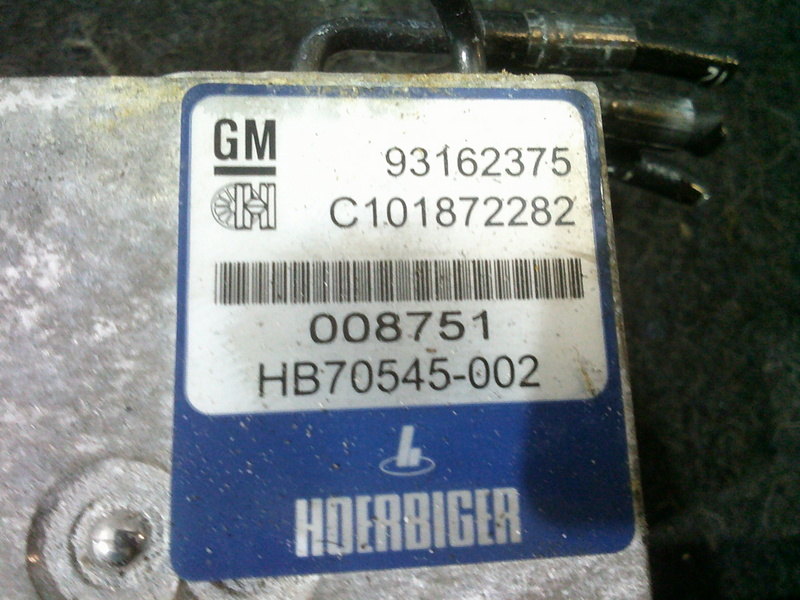 GM
93162375
C101872282
008751
HB70545-002
HOERBIGER